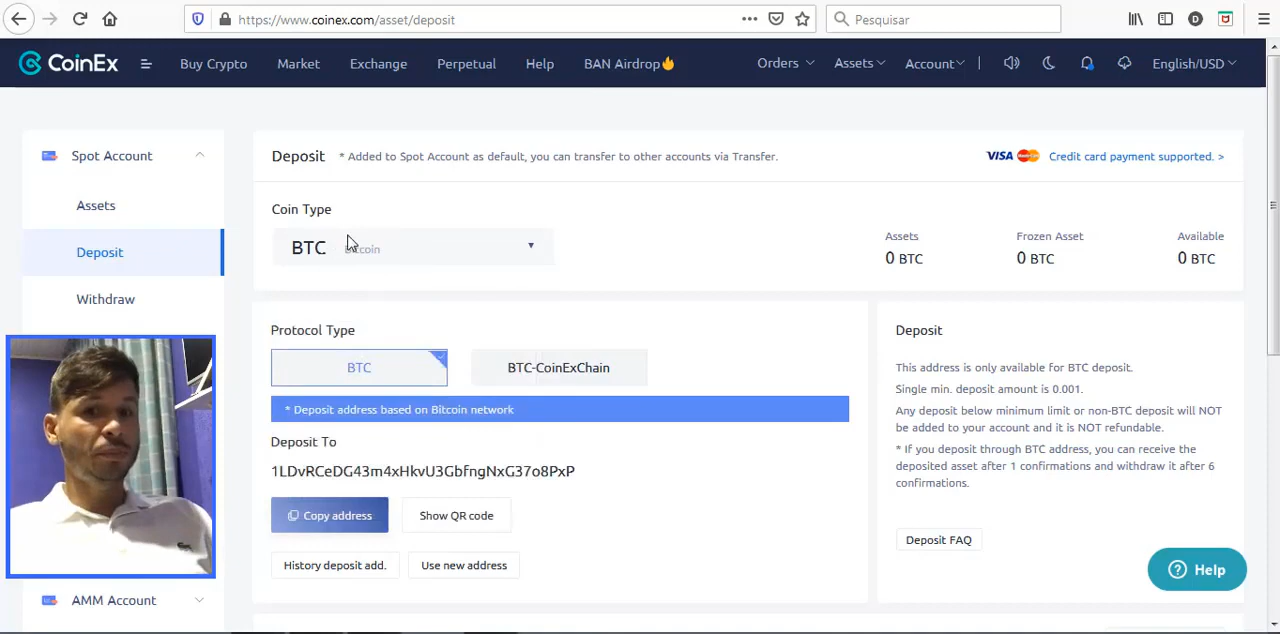 https://www.coinex.com/asset/deposit
Pesquisar
CoinEx
Buy Crypto
Market
Exchange
Perpetual
Help
BAN Airdrop
Orders
Assets
Account
English/USD
Spot Account
Assets
Deposit
Withdraw
AMM Account
Deposit * Added to Spot Account as default, you can transfer to other accounts via Transfer.
VISA
Credit card payment supported. >
Coin Type
BTC
Assets
0 BTC
Frozen Asset
0 BTC
Available
0 BTC
Protocol Type
BTC
BTC-CoinExChain
* Deposit address based on Bitcoin network
Deposit To
1LDvRCeDG43m4xHkvU3GbfngNxG37o8PxP
Copy address
Show QR code
History deposit add.
Use new address
Deposit
This address is only available for BTC deposit.
Single min. deposit amount is 0.001.
Any deposit below minimum limit or non-BTC deposit will NOT
be added to your account and it is NOT refundable.
* If you deposit through BTC address, you can receive the
deposited asset after 1 confirmations and withdraw it after 6
confirmations.
Deposit FAQ
Help